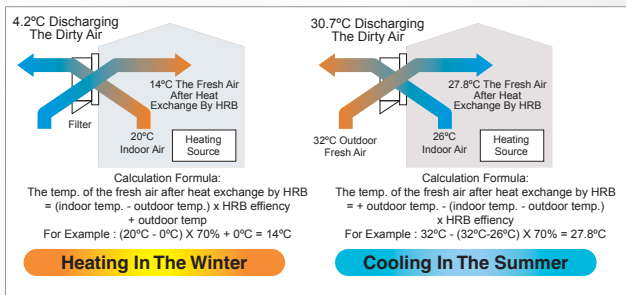 4.2ºC Discharging
The Dirty Air
14ºC The Fresh Air
After Heat
Exchange By HRB
Filter
20ºC
Indoor Air
Heating
Source
Calculation Formula:
The temp. of the fresh air after heat exchange by HRB
= (indoor temp. - outdoor temp.) x HRB effiency
+ outdoor temp
For Example : (20ºC - 0ºC) X 70% + 0ºC = 14ºC
Heating In The Winter
30.7ºC Discharging
The Dirty Air
27.8ºC The Fresh Air
After Heat
Exchange By HRB
32ºC Outdoor
Fresh Air
26ºC
Indoor Air
Heating
Source
Calculation Formula:
The temp. of the fresh air after heat exchange by HRB
= + outdoor temp. - (indoor temp. - outdoor temp.)
x HRB effiency
For Example : 32ºC - (32ºC-26ºC) X 70% = 27.8ºC
Cooling In The Summer